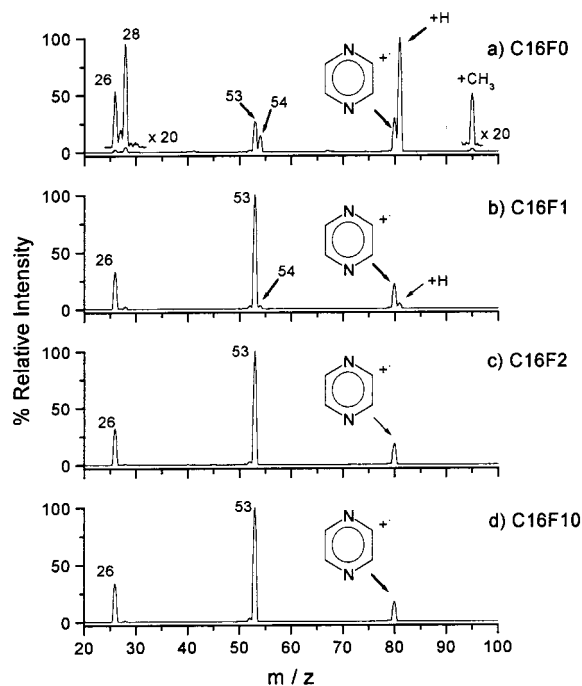 % Relative Intensity
a) C16F0
100
50
0
26
28
x 20
53
54
N
N
+·
+H
+CH3
x 20
b) C16F1
100
50
0
26
53
54
N
N
+·
+H
c) C16F2
100
50
0
26
53
N
N
+·
d) C16F10
100
50
0
26
53
N
N
+·
20 30 40 50 60 70 80 90 100
m / z